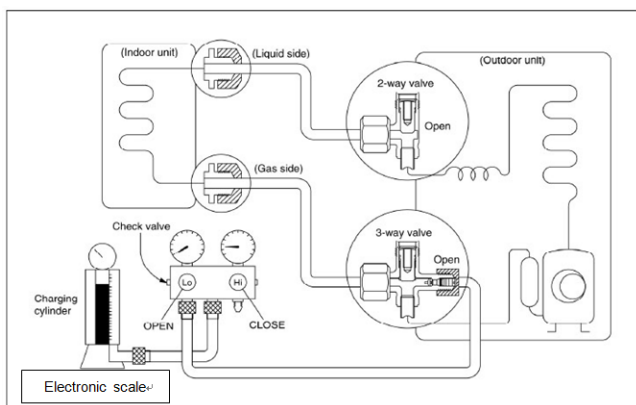 (Indoor unit)
(Liquid side)
(Outdoor unit)
2-way valve
Open
(Gas side)
3-way valve
Open
Check valve
Lo
Hi
Charging
cylinder
OPEN
CLOSE
Electronic scale